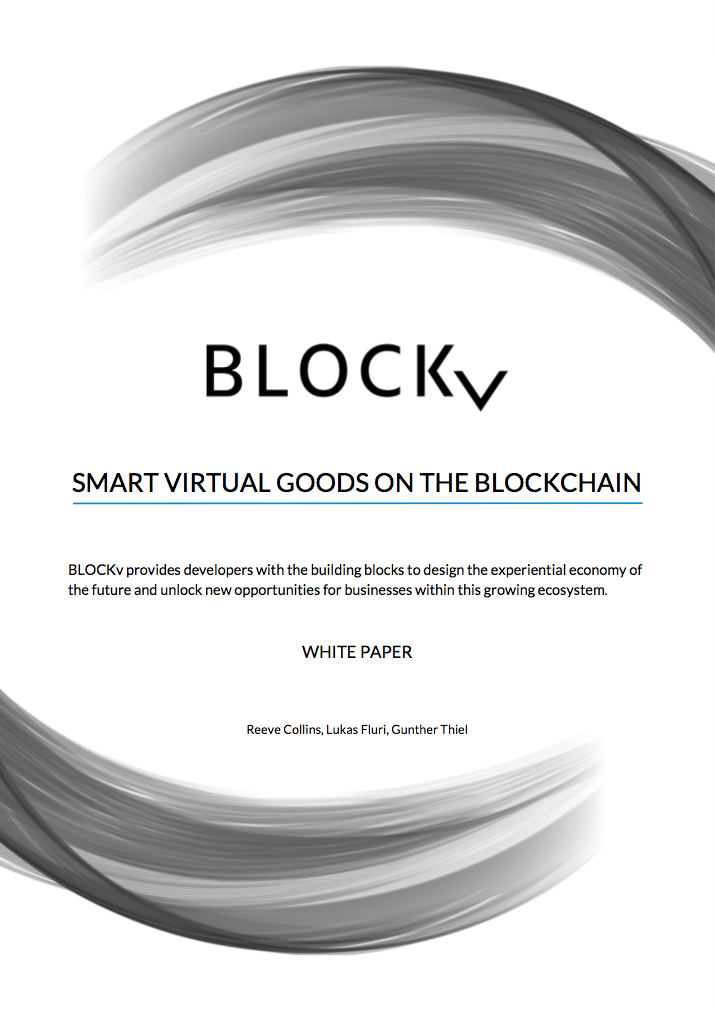 BLOCKv
SMART VIRTUAL GOODS ON THE BLOCKCHAIN
BLOCKv provides developers with the building blocks to design the experiential economy of
the future and unlock new opportunities for businesses within this growing ecosystem.
WHITE PAPER
Reeve Collins, Lukas Fluri, Gunther Thiel